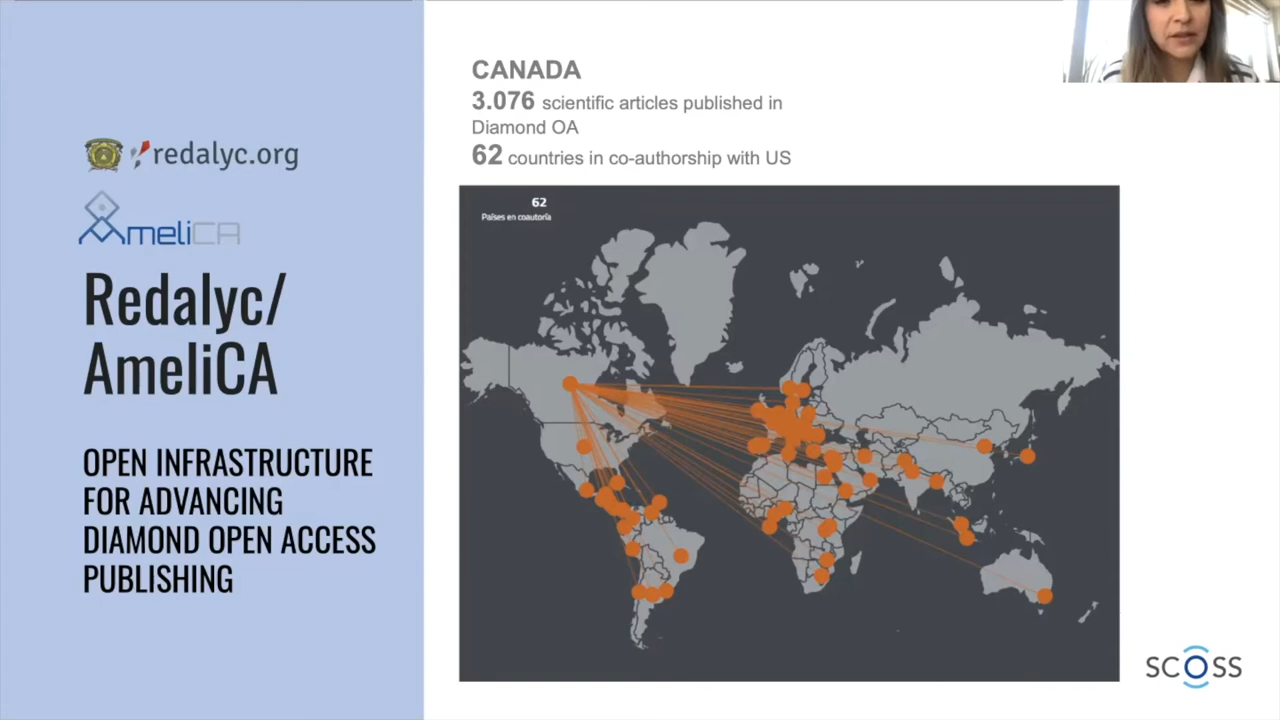 redalyc.org
AmeliCA
Redalyc/
AmeliCA
OPEN INFRASTRUCTURE
FOR ADVANCING
DIAMOND OPEN ACCESS
PUBLISHING
CANADA
3.076 scientific articles published in
Diamond OA
62 countries in co-authorship with US
62
Países en coautoría
SCOSS